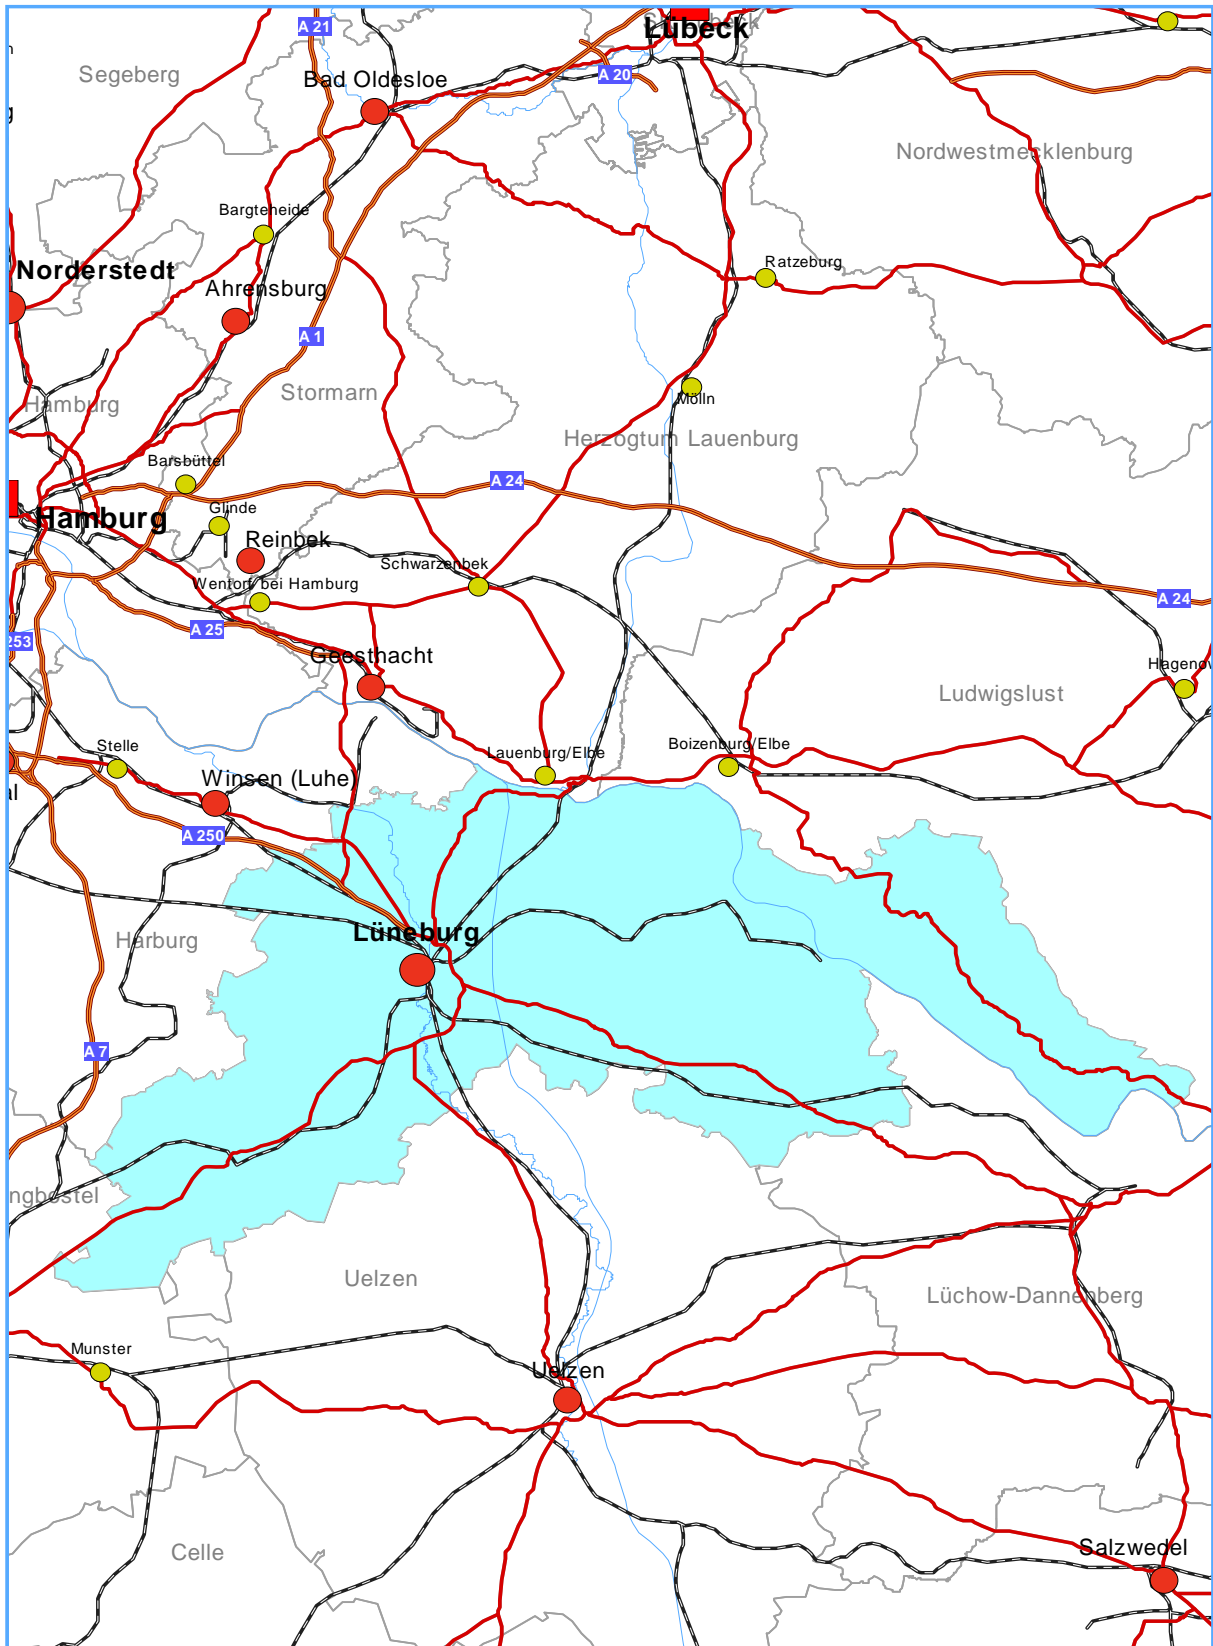 A 21
Lübeck
Segeberg
Bad Oldesloe
A 20
Nordwestmecklenburg
Bargteheide
Norderstedt
Ratzeburg
Ahrensburg
A 1
Stormarn
Mölln
Hamburg
Herzogtum Lauenburg
Barsbüttel
A 24
Glinde
Hamburg
Reinbek
Schwarzenbek
Wentorf bei Hamburg
A 24
A 25
253
Geesthacht
Hagenow
Ludwigslust
Stelle
Lauenburg/Elbe
Boizenburg/Elbe
Winsen (Luhe)
al
A 250
Lüneburg
Harburg
A 7
ngbostel
Uelzen
Lüchow-Dannenberg
Munster
Uelzen
Salzwedel
Celle